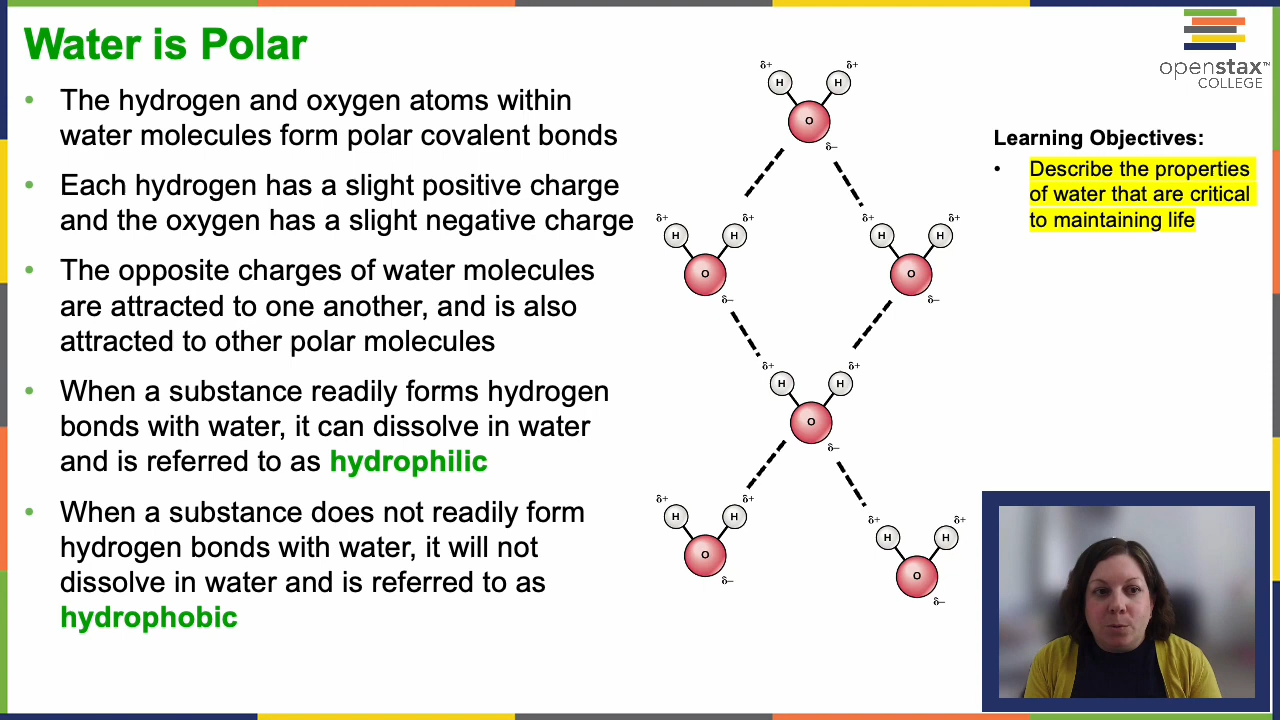 Water is Polar
• The hydrogen and oxygen atoms within
water molecules form polar covalent bonds
• Each hydrogen has a slight positive charge
and the oxygen has a slight negative charge
• The opposite charges of water molecules
are attracted to one another, and is also
attracted to other polar molecules
• When a substance readily forms hydrogen
bonds with water, it can dissolve in water
and is referred to as hydrophilic
• When a substance does not readily form
hydrogen bonds with water, it will not
dissolve in water and is referred to as
hydrophobic
δ+ δ+
H H
O
δ–
δ+ δ+ δ+ δ+
H H H H
O O
δ– δ–
δ+ δ+
H H
O
δ–
δ+ δ+
H H
O
δ–
δ+ δ+
H H
O
δ–
openstax™
COLLEGE
Learning Objectives:
• Describe the properties
of water that are critical
to maintaining life